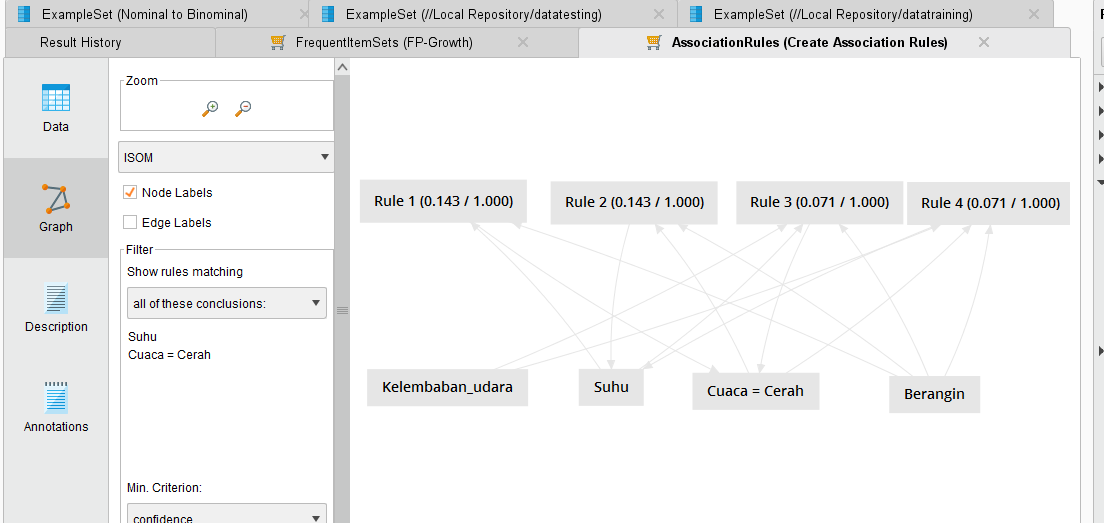 ExampleSet (Nominal to Binominal)
ExampleSet (//Local Repository/datatesting)
ExampleSet (//Local Repository/datatraining)
Result History
FrequentItemSets (FP-Growth)
AssociationRules (Create Association Rules)
Data
Graph
Description
Annotations
Zoom
ISOM
Node Labels
Edge Labels
Filter
Show rules matching
all of these conclusions:
Suhu
Cuaca = Cerah
Min. Criterion:
confidence
Rule 1 (0.143 / 1.000)
Rule 2 (0.143 / 1.000)
Rule 3 (0.071 / 1.000)
Rule 4 (0.071 / 1.000)
Kelembaban_udara
Suhu
Cuaca = Cerah
Berangin